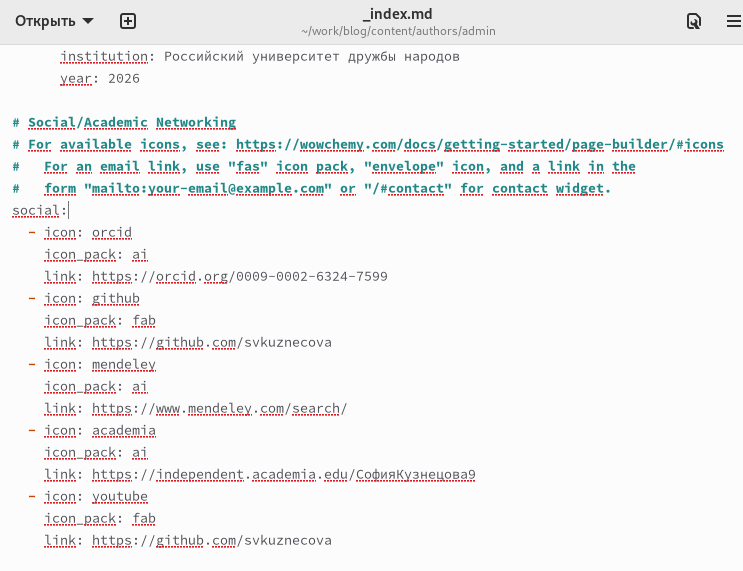 Открыть
_index.md
~/work/blog/content/authors/admin
institution: Российский университет дружбы народов
year: 2026
# Social/Academic Networking
# For available icons, see: https://wowchemy.com/docs/getting-started/page-builder/#icons
#   For an email link, use "fas" icon pack, "envelope" icon, and a link in the
#   form "mailto:your-email@example.com" or "/#contact" for contact widget.
social:
  - icon: orcid
    icon_pack: ai
    link: https://orcid.org/0009-0002-6324-7599
  - icon: github
    icon_pack: fab
    link: https://github.com/svkuznecova
  - icon: mendeley
    icon_pack: ai
    link: https://www.mendeley.com/search/
  - icon: academia
    icon_pack: ai
    link: https://independent.academia.edu/СофияКузнецова9
  - icon: youtube
    icon_pack: fab
    link: https://github.com/svkuznecova